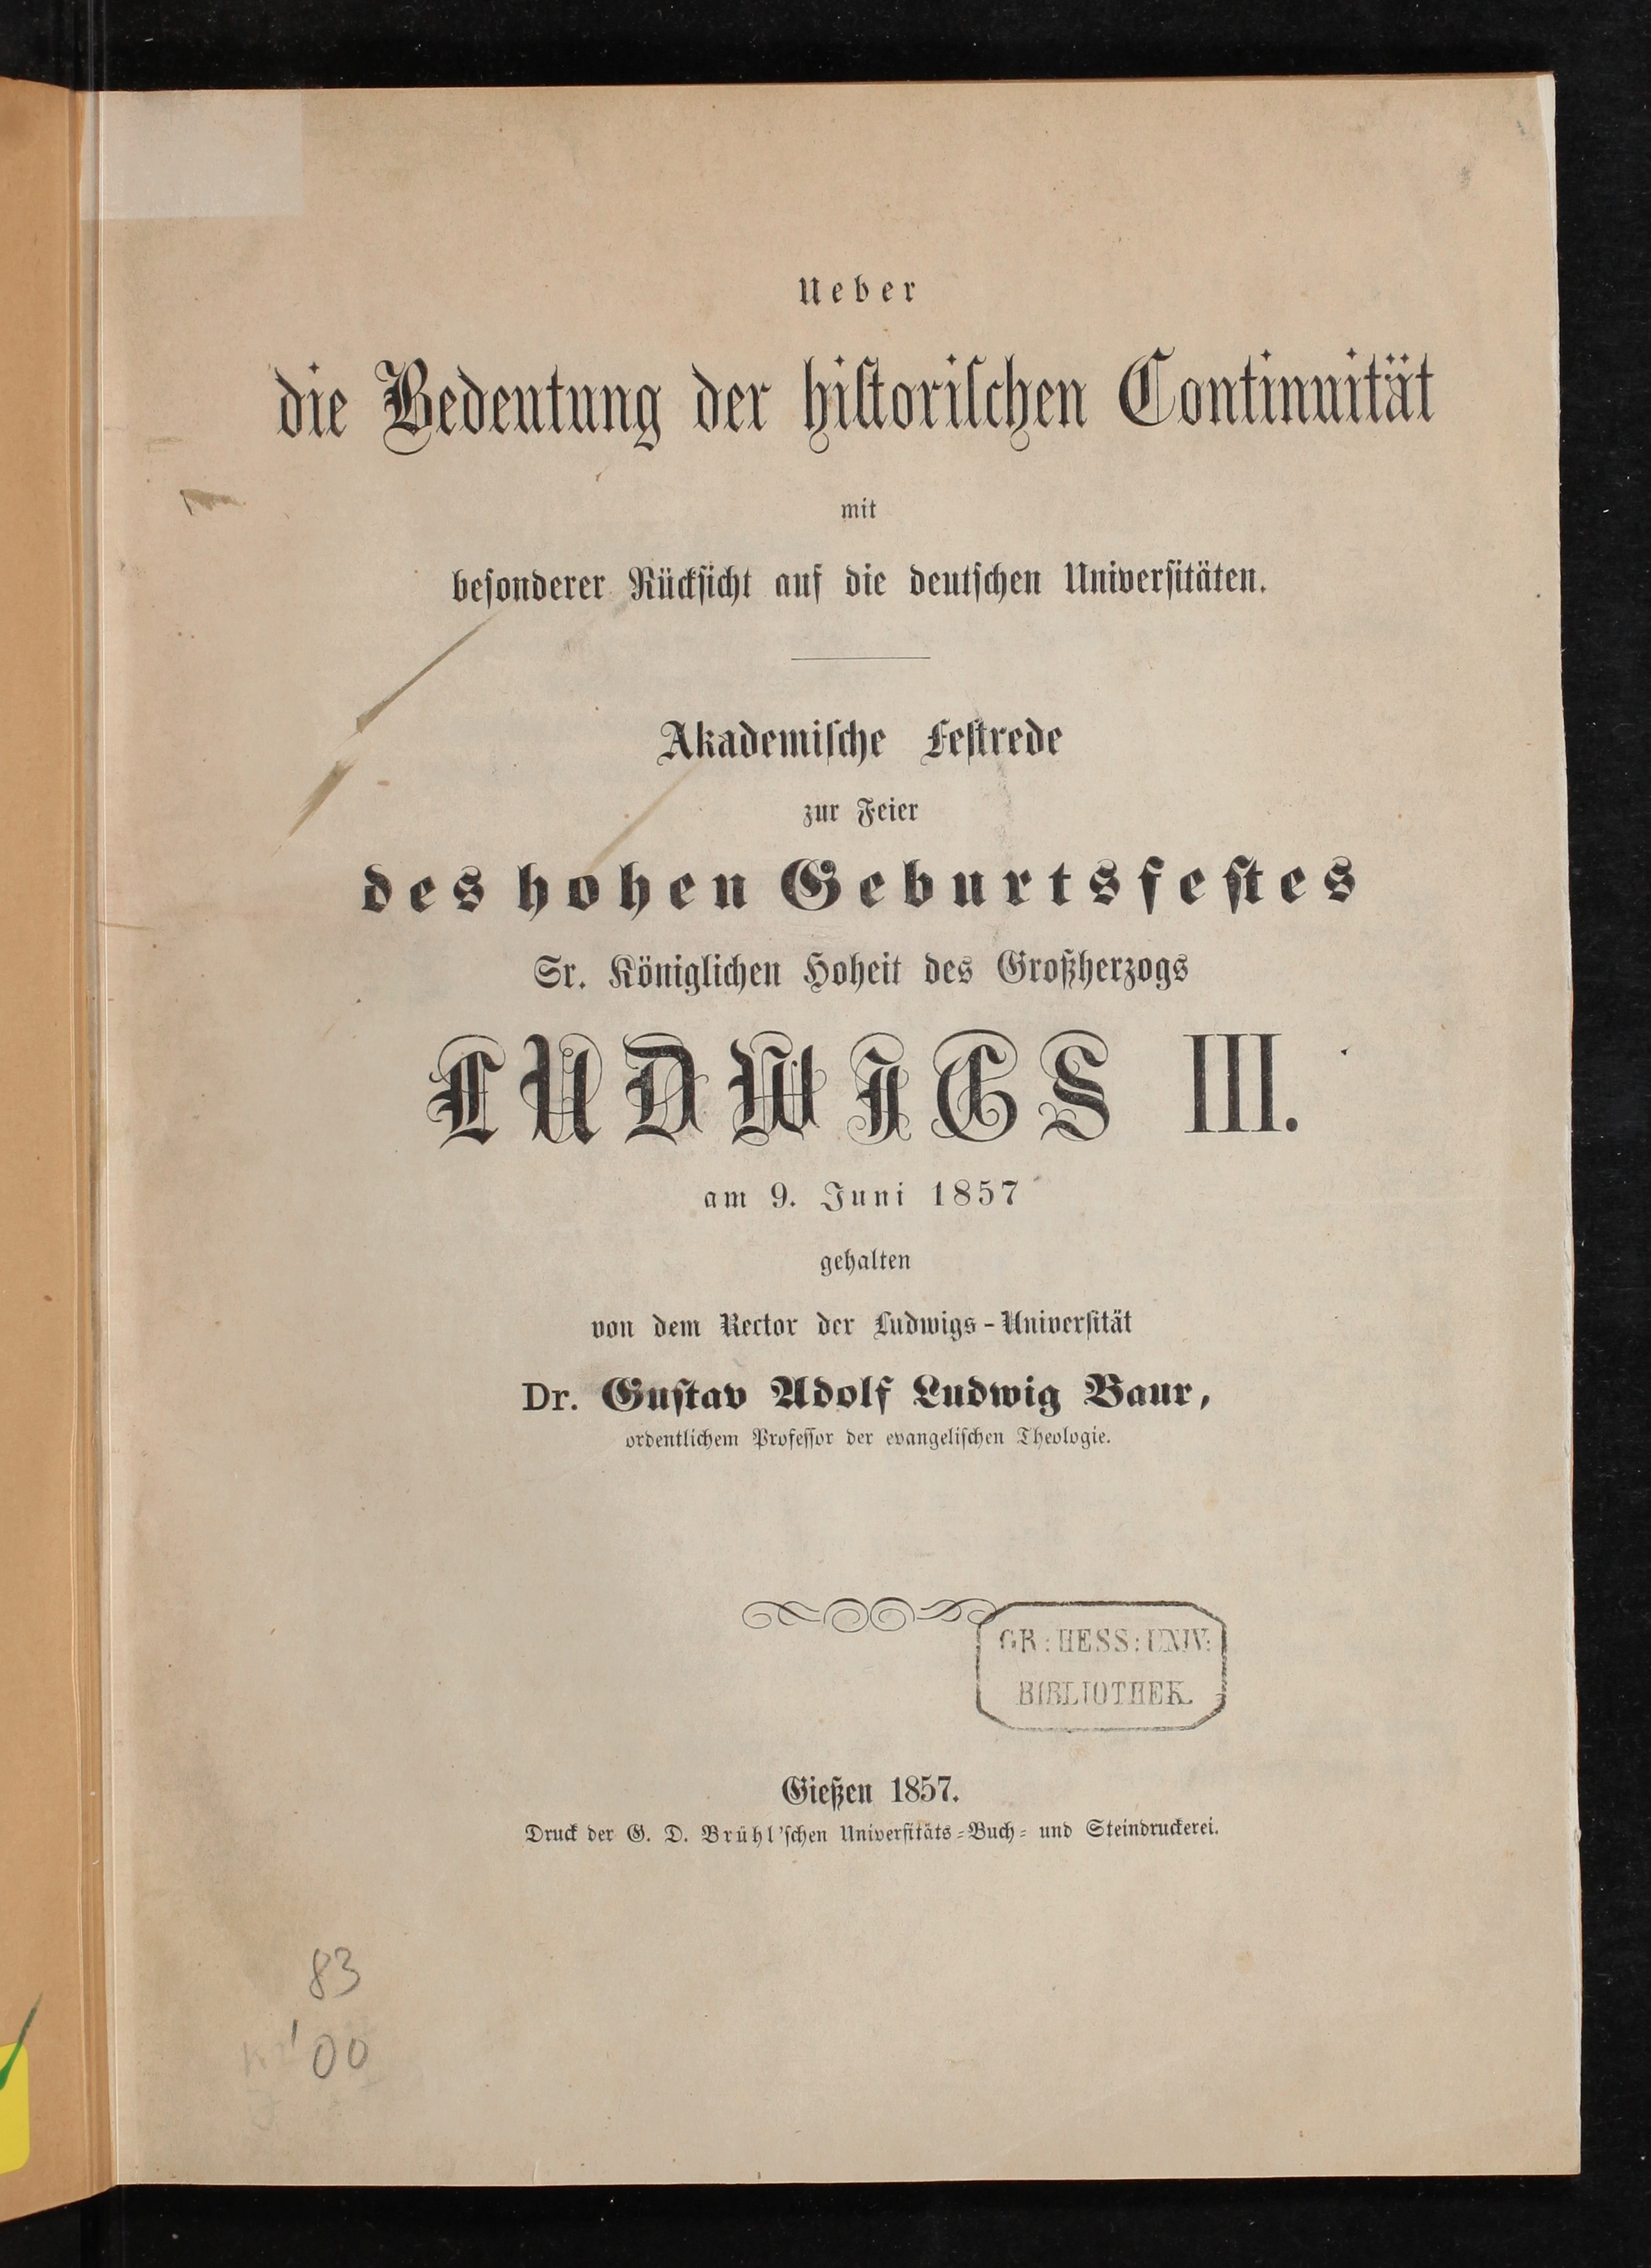 Ueber
die Bedeutung der historischen Continuität
mit
besonderer Rücksicht auf die deutschen Universitäten.
Akademische Festrede
zur Feier
des hohen Geburtsfestes
Sr. Königlichen Hoheit des Großherzogs
LUDWIGS III.
am 9. Juni 1857
gehalten
von dem Rector der Ludwigs-Universität
Dr. Gustav Adolf Ludwig Baur,
ordentlichem Professor der evangelischen Theologie.
GR: HESS: UNIV:
BIBLIOTHEK.
Gießen 1857.
Druck der G. D. Brühl'schen Universitäts-Buch- und Steindruckerei.
83
'00